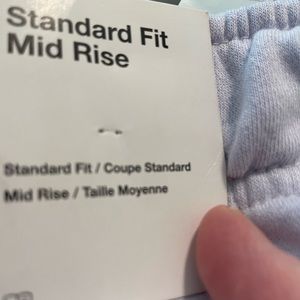 Standard Fit
Mid Rise
Standard Fit / Coupe Standard
Mid Rise / Taille Moyenne